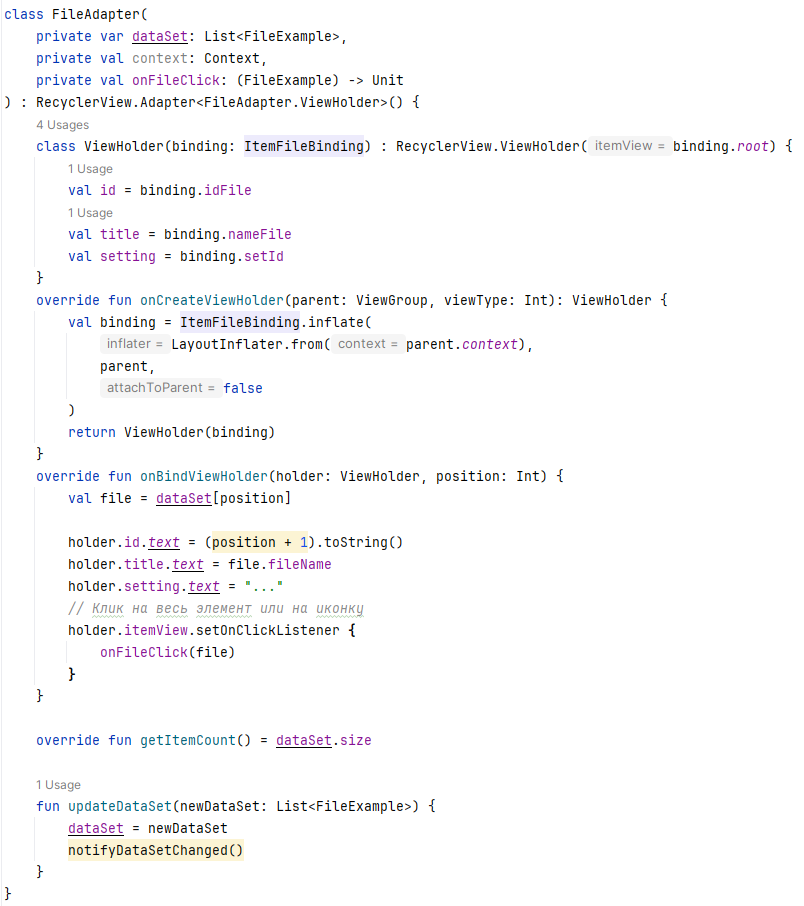 class FileAdapter(
    private var dataSet: List<FileExample>,
    private val context: Context,
    private val onFileClick: (FileExample) -> Unit
) : RecyclerView.Adapter<FileAdapter.ViewHolder>() {
    4 Usages
    class ViewHolder(binding: ItemFileBinding) : RecyclerView.ViewHolder( itemView = binding.root) {
        1 Usage
        val id = binding.idFile
        1 Usage
        val title = binding.nameFile
        val setting = binding.setId
    }
    override fun onCreateViewHolder(parent: ViewGroup, viewType: Int): ViewHolder {
        val binding = ItemFileBinding.inflate(
            inflater = LayoutInflater.from( context = parent.context),
            parent,
            attachToParent = false
        )
        return ViewHolder(binding)
    }
    override fun onBindViewHolder(holder: ViewHolder, position: Int) {
        val file = dataSet[position]
        holder.id.text = (position + 1).toString()
        holder.title.text = file.fileName
        holder.setting.text = "..."
        // Клик на весь элемент или на иконку
        holder.itemView.setOnClickListener {
            onFileClick(file)
        }
    }
    override fun getItemCount() = dataSet.size
    1 Usage
    fun updateDataSet(newDataSet: List<FileExample>) {
        dataSet = newDataSet
        notifyDataSetChanged()
    }
}